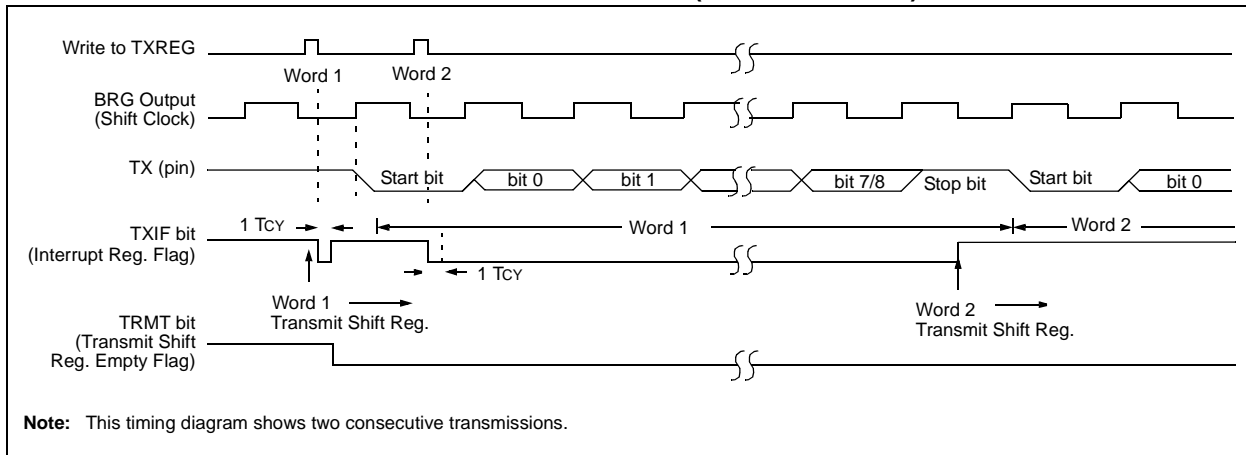 Write to TXREG
Word 1
Word 2
BRG Output
(Shift Clock)
TX (pin)
Start bit
bit 0
bit 1
bit 7/8
Stop bit
Start bit
bit 0
1 TCY
Word 1
Word 2
TXIF bit
(Interrupt Reg. Flag)
1 TCY
Word 1
Transmit Shift Reg.
Word 2
Transmit Shift Reg.
TRMT bit
(Transmit Shift
Reg. Empty Flag)
Note: This timing diagram shows two consecutive transmissions.